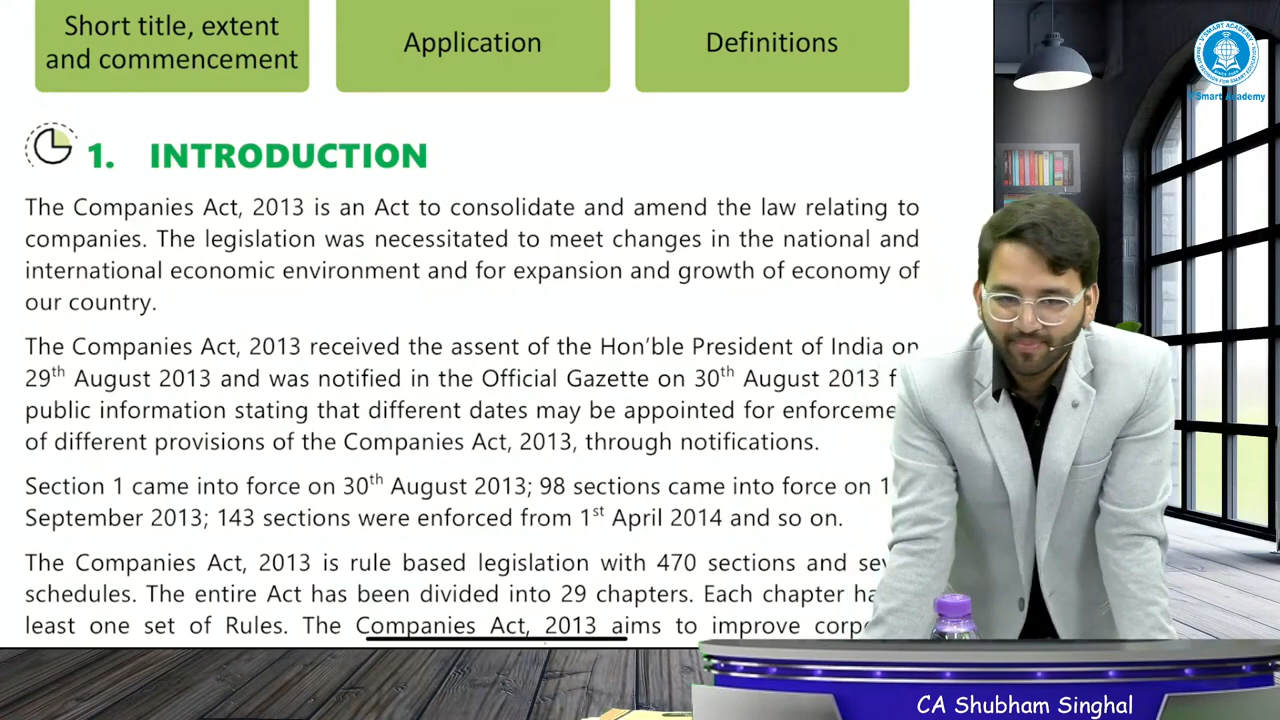 Short title, extent
and commencement
Application
Definitions
V'SMART ACADEMY
V'Smart Academy
1. INTRODUCTION
The Companies Act, 2013 is an Act to consolidate and amend the law relating to
companies. The legislation was necessitated to meet changes in the national and
international economic environment and for expansion and growth of economy of
our country.
The Companies Act, 2013 received the assent of the Hon'ble President of India on
29th August 2013 and was notified in the Official Gazette on 30th August 2013
public information stating that different dates may be appointed for
of different provisions of the Companies Act, 2013, through notifications.
Section 1 came into force on 30th August 2013; 98 sections came into force on
September 2013; 143 sections were enforced from 1st April 2014 and so on.
The Companies Act, 2013 is rule based legislation with 470 sections and
schedules. The entire Act has been divided into 29 chapters. Each chapter
least one set of Rules. The Companies Act, 2013 aims to improve
CA Shubham Singhal